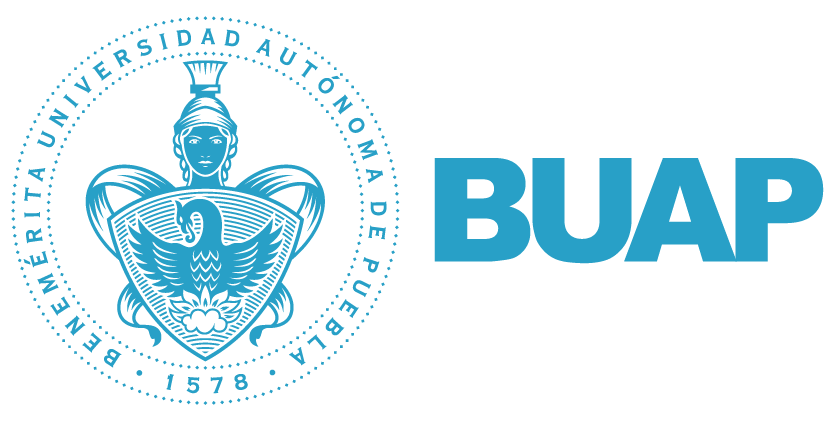 BENEMÉRITA UNIVERSIDAD AUTÓNOMA DE PUEBLA
• 1578 •
BUAP